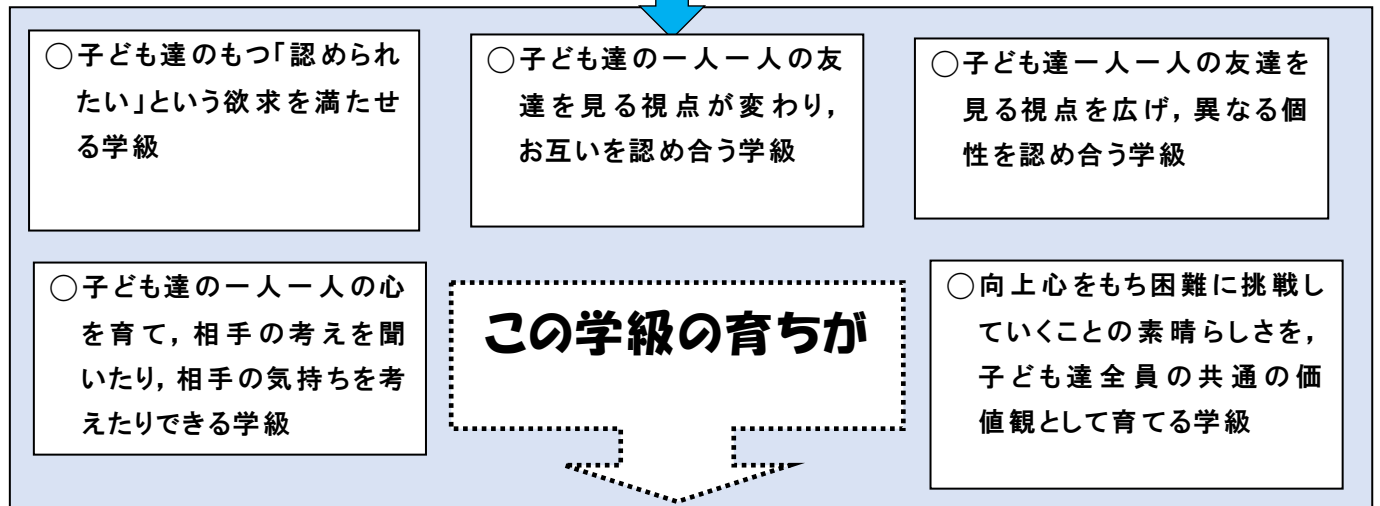 ○子ども達のもつ「認められ
たい」という欲求を満たせ
る学級
○子ども達の一人一人の友
達を見る視点が変わり，
お互いを認め合う学級
○子ども達一人一人の友達を
見る視点を広げ，異なる個
性を認め合う学級
○子ども達の一人一人の心
を育て，相手の考えを聞
いたり，相手の気持ちを考
えたりできる学級
この学級の育ちが
○向上心をもち困難に挑戦し
ていくことの素晴らしさを，
子ども達全員の共通の価
値観として育てる学級